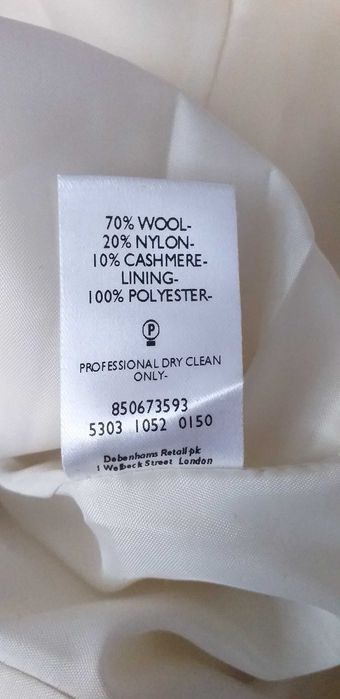 70% WOOL-
20% NYLON-
10% CASHMERE-
LINING-
100% POLYESTER-
P
PROFESSIONAL DRY CLEAN
ONLY-
850673593
5303 1052 0150
Debenhams Retail plc
1 Welbeck Street London